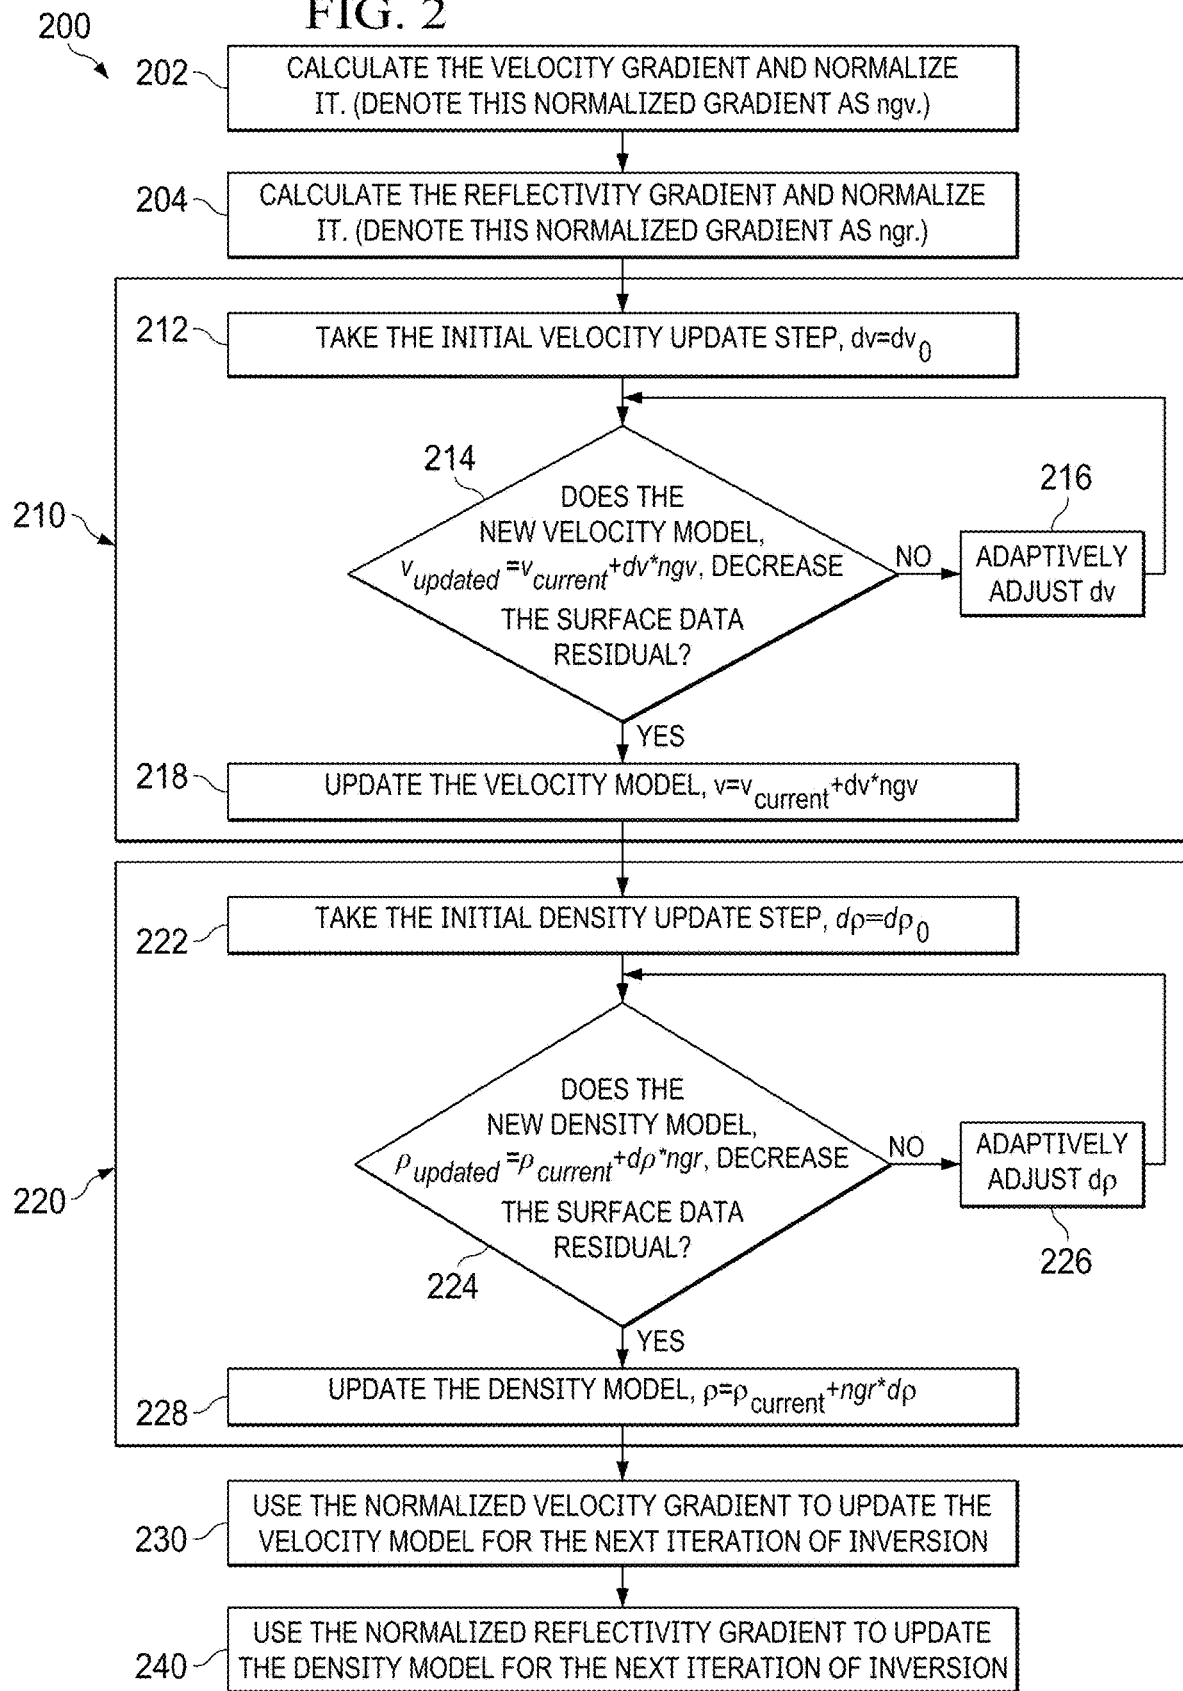 FIG. 2
200
202
CALCULATE THE VELOCITY GRADIENT AND NORMALIZE
IT. (DENOTE THIS NORMALIZED GRADIENT AS ngv.)
204
CALCULATE THE REFLECTIVITY GRADIENT AND NORMALIZE
IT. (DENOTE THIS NORMALIZED GRADIENT AS ngr.)
210
212
TAKE THE INITIAL VELOCITY UPDATE STEP, dv=dv₀
214
DOES THE
NEW VELOCITY MODEL,
v_updated=v_current+dv*ngv, DECREASE
THE SURFACE DATA
RESIDUAL?
NO
216
ADAPTIVELY
ADJUST dv
YES
218
UPDATE THE VELOCITY MODEL, v=v_current+dv*ngv
220
222
TAKE THE INITIAL DENSITY UPDATE STEP, dρ=dρ₀
DOES THE
NEW DENSITY MODEL,
ρ_updated=ρ_current+dρ*ngr, DECREASE
THE SURFACE DATA
RESIDUAL?
224
NO
ADAPTIVELY
ADJUST dρ
226
YES
228
UPDATE THE DENSITY MODEL, ρ=ρ_current+ngr*dρ
230
USE THE NORMALIZED VELOCITY GRADIENT TO UPDATE THE
VELOCITY MODEL FOR THE NEXT ITERATION OF INVERSION
240
USE THE NORMALIZED REFLECTIVITY GRADIENT TO UPDATE
THE DENSITY MODEL FOR THE NEXT ITERATION OF INVERSION